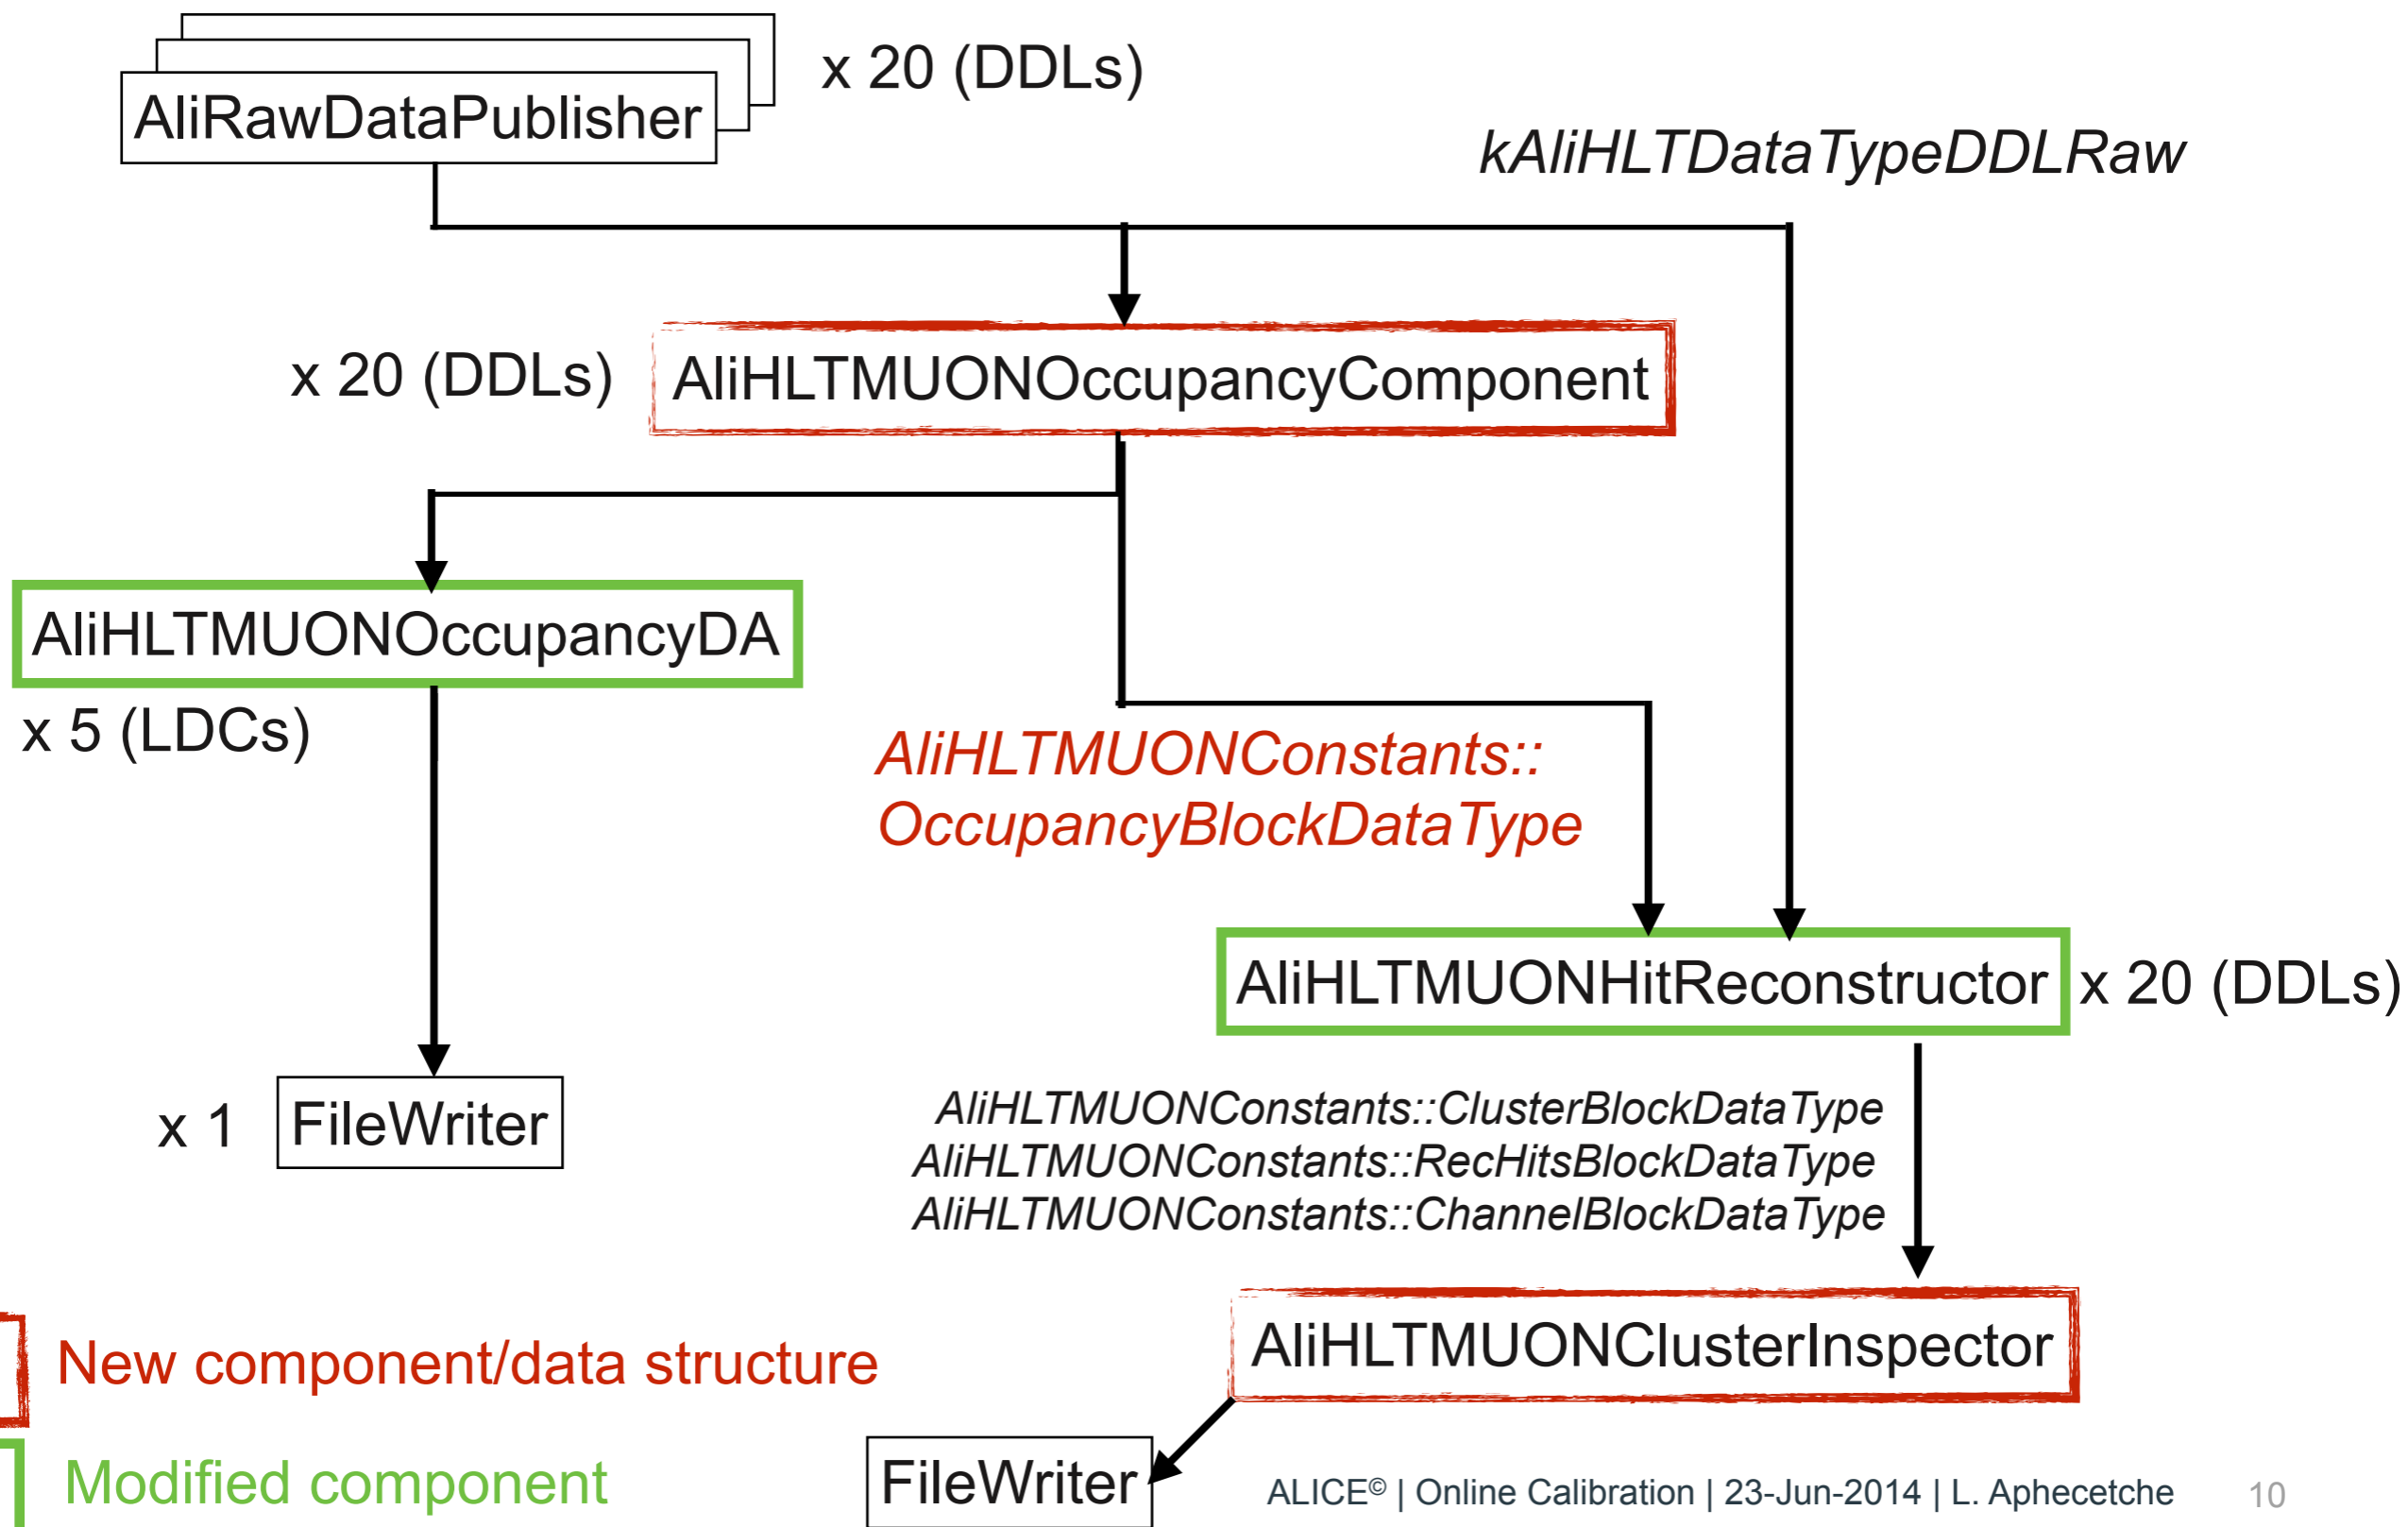 x 20 (DDLs)
AliRawDataPublisher
kAliHLTDataTypeDDLRaw
x 20 (DDLs)
AliHLTMUONOccupancyComponent
AliHLTMUONOccupancyDA
x 5 (LDCs)
AliHLTMUONConstants::
OccupancyBlockDataType
AliHLTMUONHitReconstructor
x 20 (DDLs)
x 1
FileWriter
AliHLTMUONConstants::ClusterBlockDataType
AliHLTMUONConstants::RecHitsBlockDataType
AliHLTMUONConstants::ChannelBlockDataType
AliHLTMUONClusterInspector
New component/data structure
Modified component
FileWriter
ALICE© | Online Calibration | 23-Jun-2014 | L. Aphecetche
10